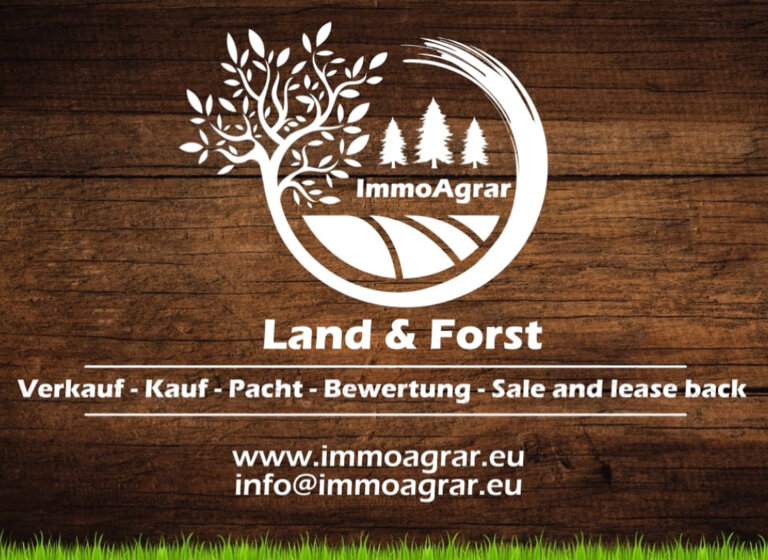 ImmoAgrar
Land & Forst
Verkauf - Kauf - Pacht - Bewertung - Sale and lease back
www.immoagrar.eu
info@immoagrar.eu